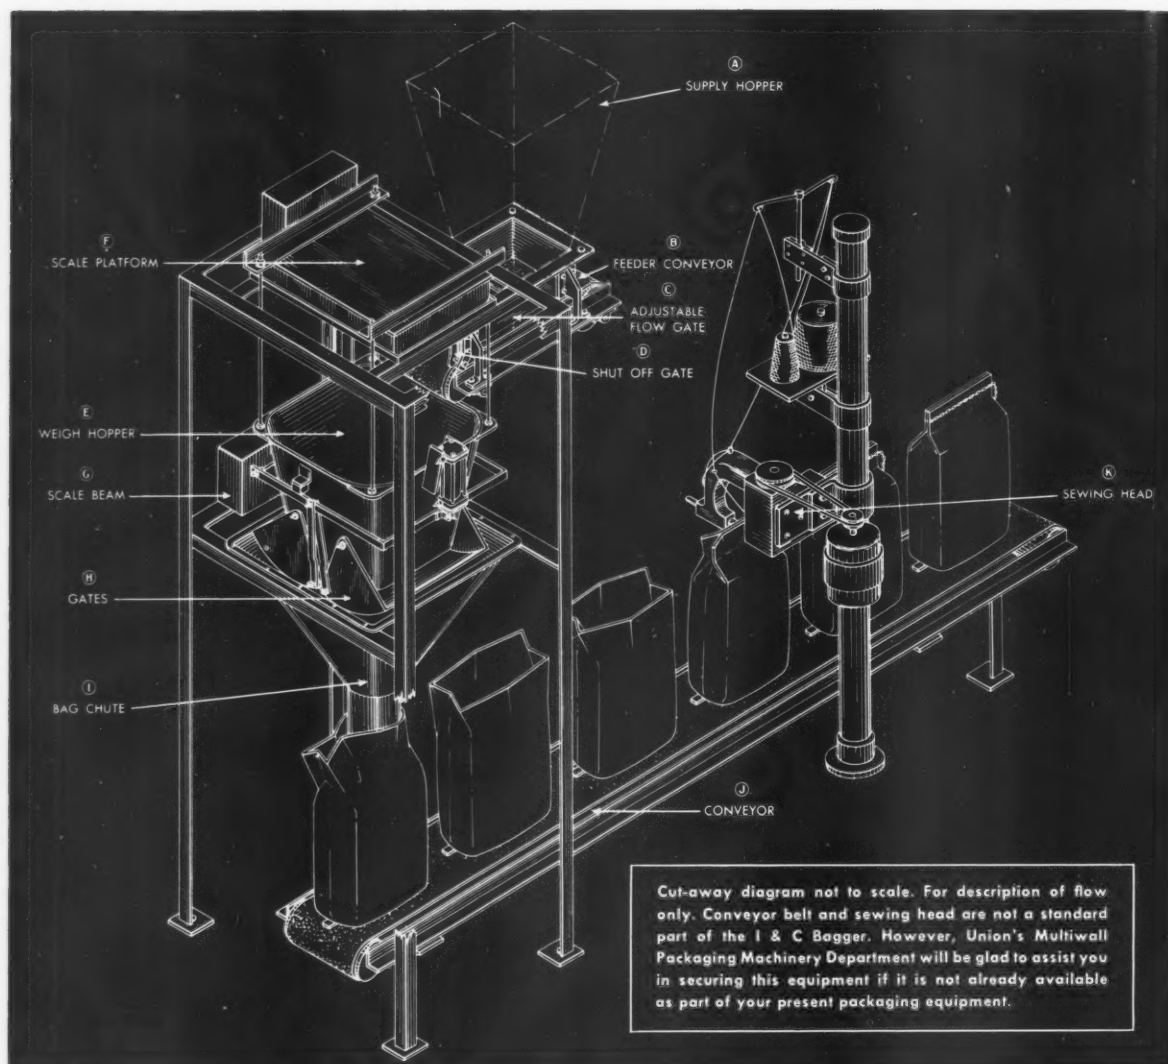 Ⓐ
SUPPLY HOPPER
Ⓕ
SCALE PLATFORM
Ⓑ
FEEDER CONVEYOR
Ⓒ
ADJUSTABLE
FLOW GATE
Ⓓ
SHUT OFF GATE
Ⓔ
WEIGH HOPPER
Ⓖ
SCALE BEAM
Ⓚ
SEWING HEAD
Ⓗ
GATES
Ⓘ
BAG CHUTE
Ⓙ
CONVEYOR
Cut-away diagram not to scale. For description of flow
only. Conveyor belt and sewing head are not a standard
part of the I & C Bagger. However, Union's Multiwall
Packaging Machinery Department will be glad to assist you
in securing this equipment if it is not already available
as part of your present packaging equipment.